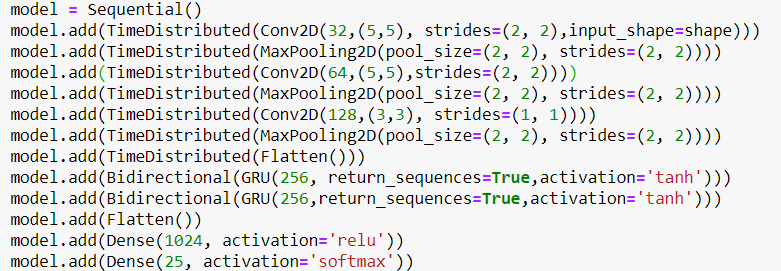 model = Sequential()
model.add(TimeDistributed(Conv2D(32,(5,5), strides=(2, 2),input_shape=shape)))
model.add(TimeDistributed(MaxPooling2D(pool_size=(2, 2), strides=(2, 2))))
model.add(TimeDistributed(Conv2D(64,(5,5),strides=(2, 2))))
model.add(TimeDistributed(MaxPooling2D(pool_size=(2, 2), strides=(2, 2))))
model.add(TimeDistributed(Conv2D(128,(3,3), strides=(1, 1))))
model.add(TimeDistributed(MaxPooling2D(pool_size=(2, 2), strides=(2, 2))))
model.add(TimeDistributed(Flatten()))
model.add(Bidirectional(GRU(256, return_sequences=True,activation='tanh')))
model.add(Bidirectional(GRU(256,return_sequences=True,activation='tanh')))
model.add(Flatten())
model.add(Dense(1024, activation='relu'))
model.add(Dense(25, activation='softmax'))